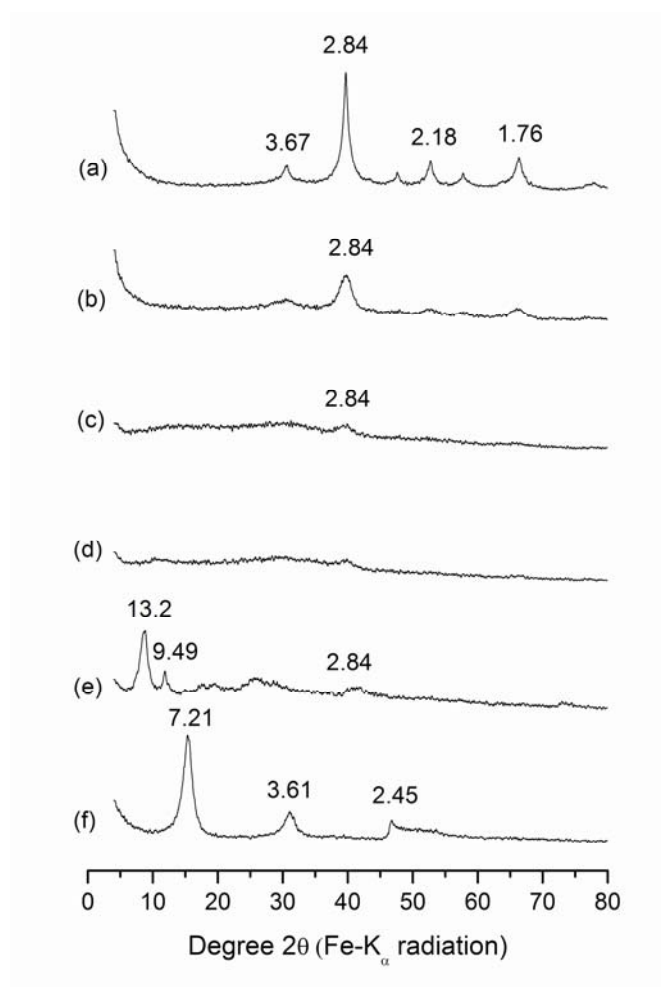 2.84
3.67 2.18 1.76
(a)
2.84
(b)
2.84
(c)
(d)
13.2
9.49 2.84
(e)
7.21
3.61 2.45
(f)
0 10 20 30 40 50 60 70 80
Degree 2θ (Fe-Kα radiation)